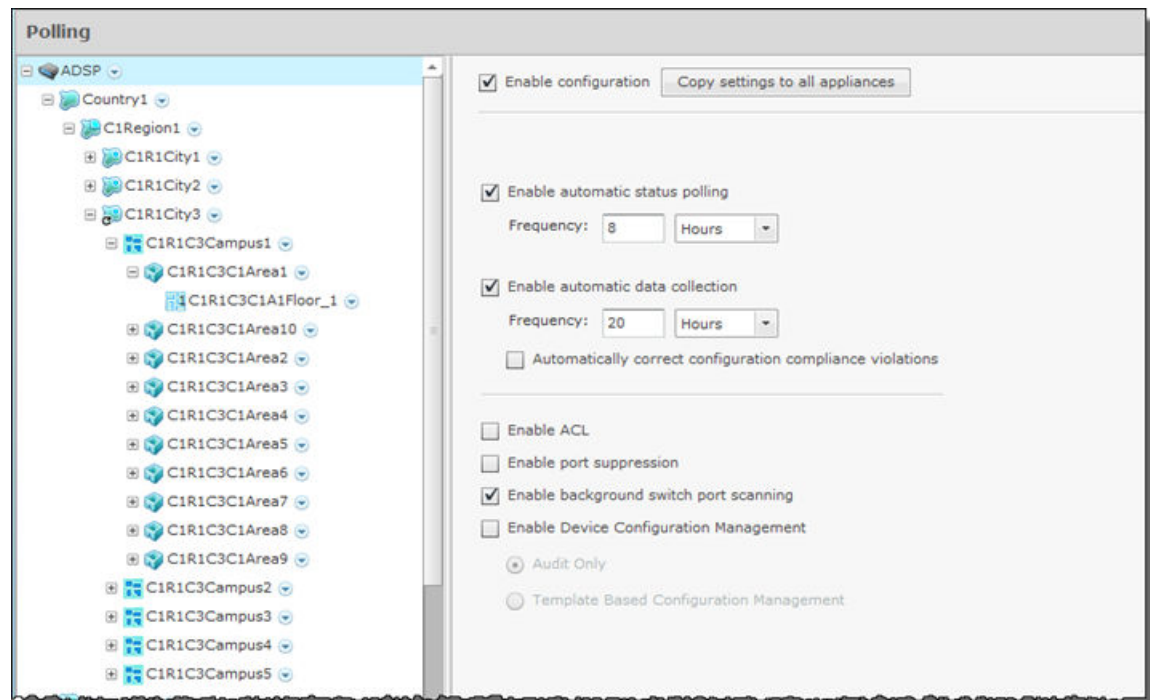 Polling
ADSP
Country1
C1Region1
C1R1City1
C1R1City2
C1R1City3
C1R1C3Campus1
C1R1C3C1Area1
1 C1R1C3C1A1Floor_1
C1R1C3C1Area10
C1R1C3C1Area2
C1R1C3C1Area3
C1R1C3C1Area4
C1R1C3C1Area5
C1R1C3C1Area6
C1R1C3C1Area7
C1R1C3C1Area8
C1R1C3C1Area9
C1R1C3Campus2
C1R1C3Campus3
C1R1C3Campus4
C1R1C3Campus5
Enable configuration Copy settings to all appliances
Enable automatic status polling
Frequency: 8 Hours
Enable automatic data collection
Frequency: 20 Hours
Automatically correct configuration compliance violations
Enable ACL
Enable port suppression
Enable background switch port scanning
Enable Device Configuration Management
Audit Only
Template Based Configuration Management